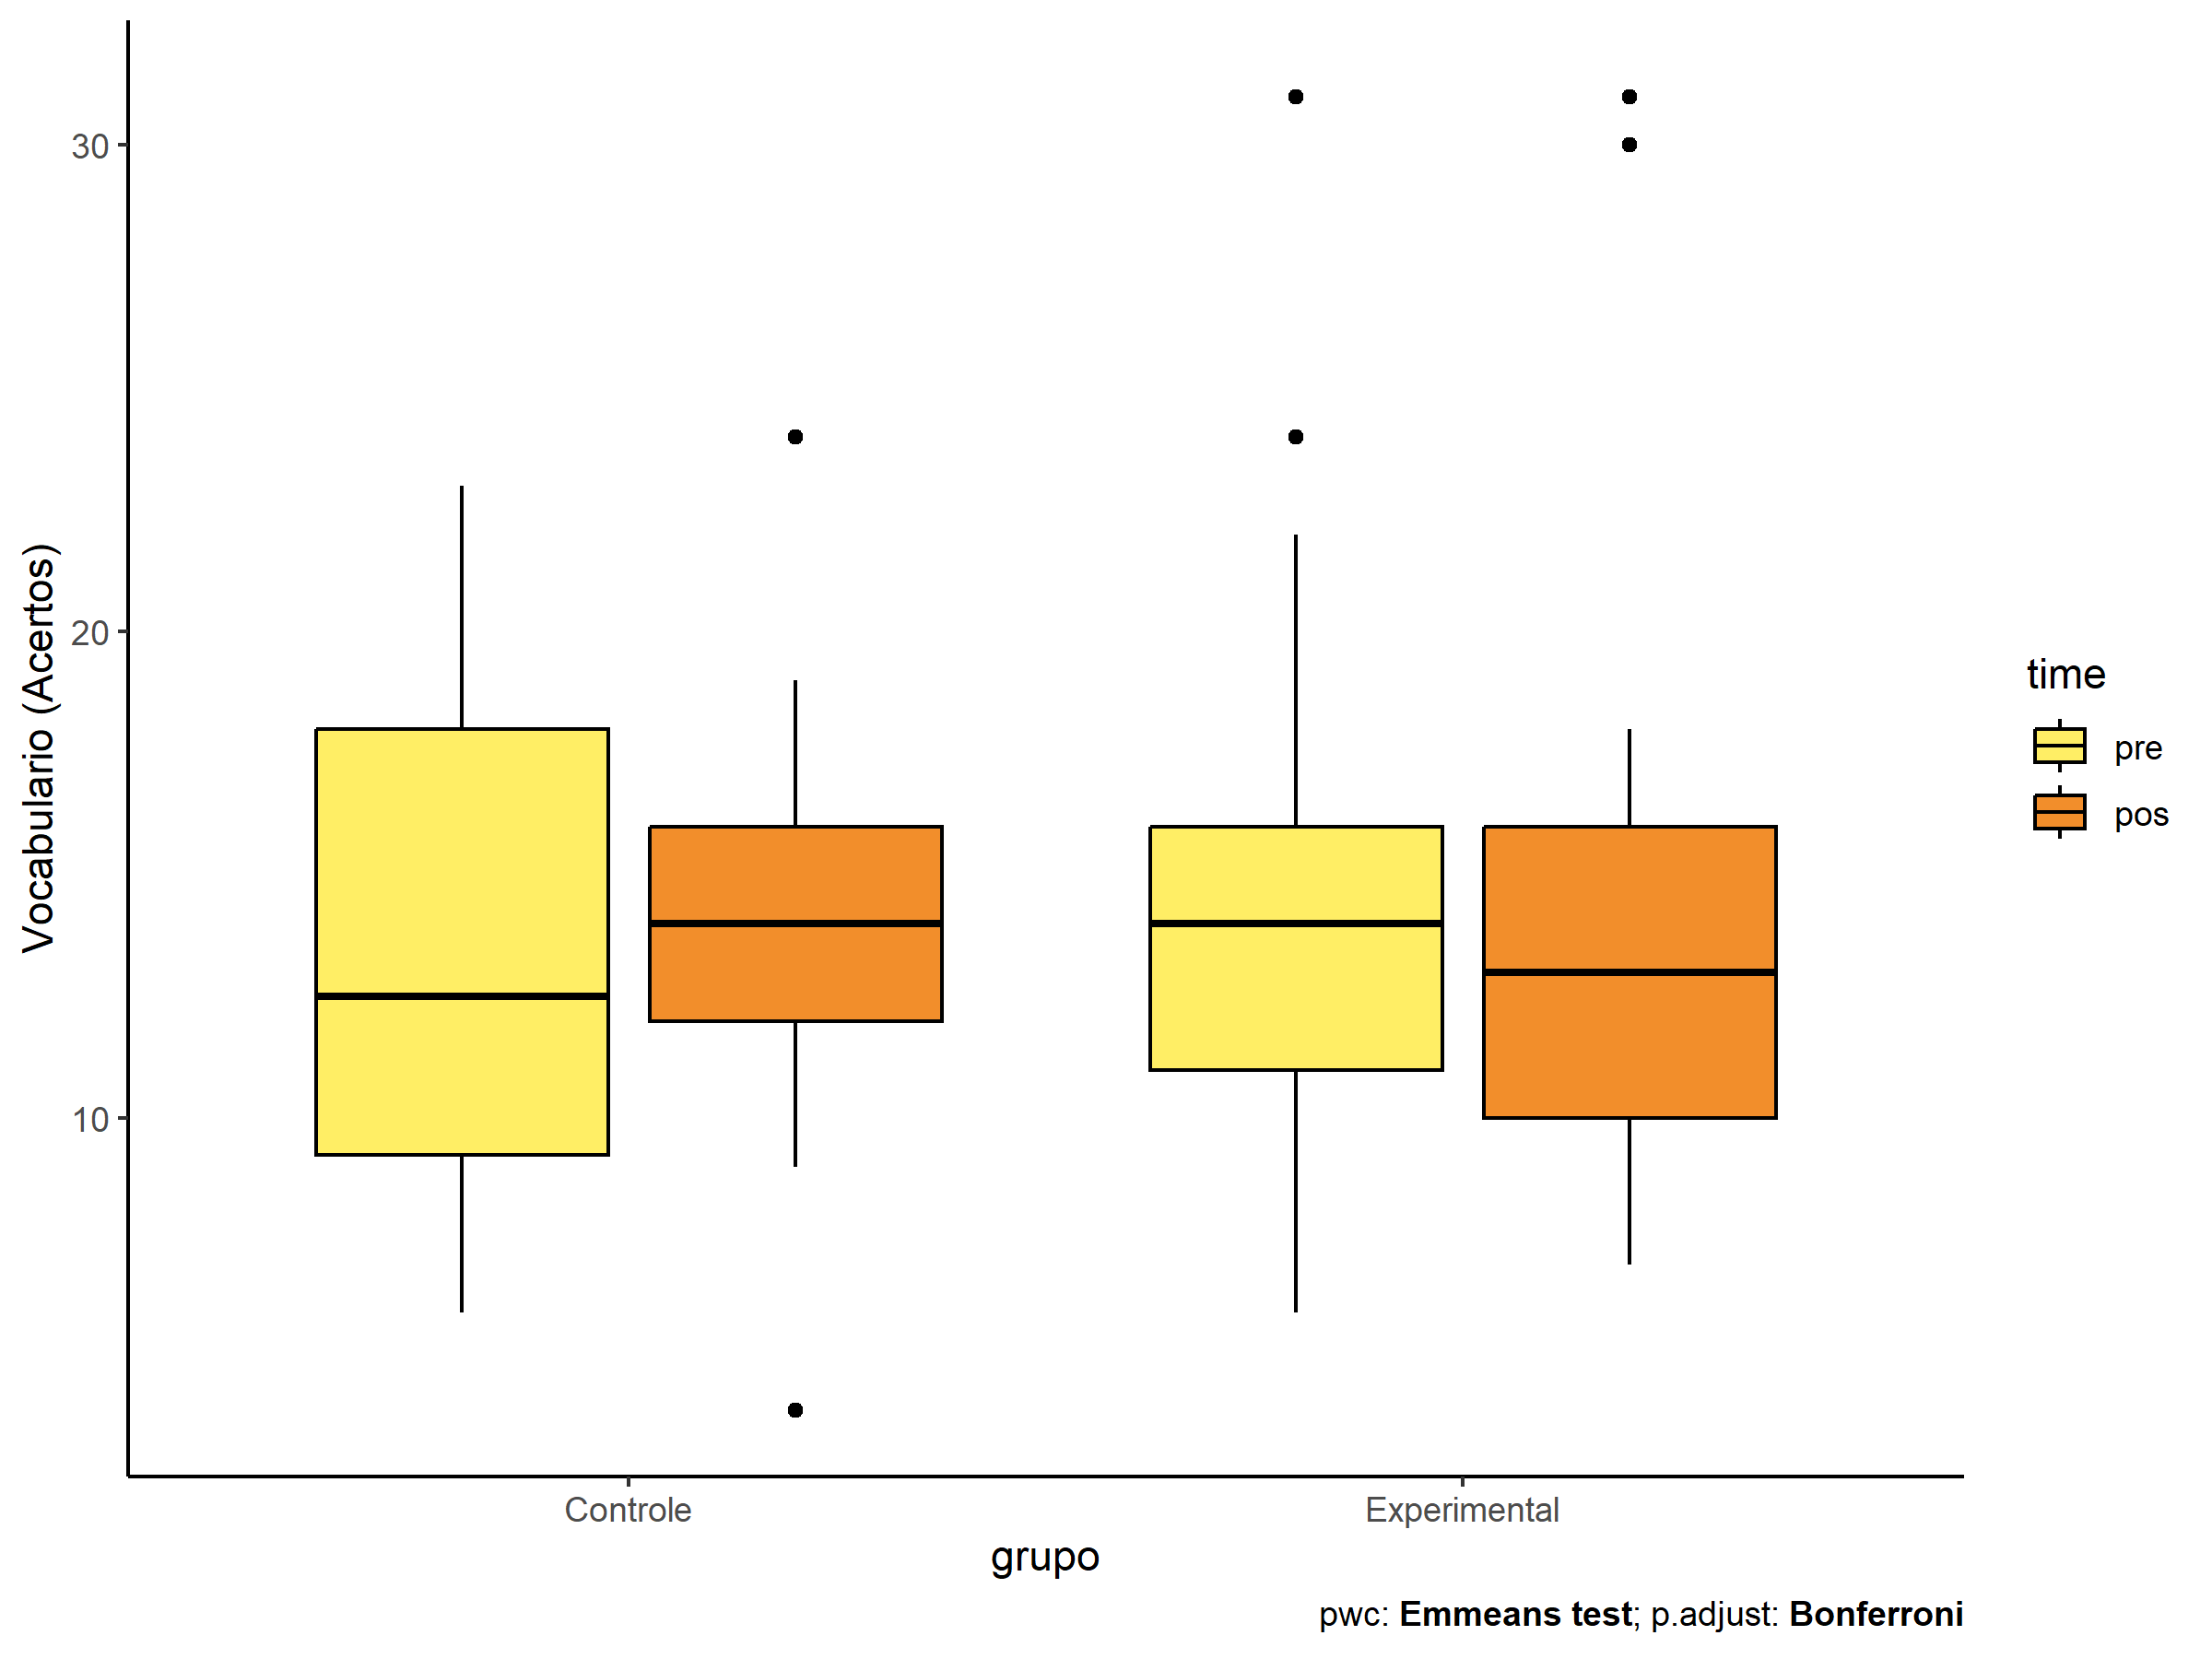 Vocabulario (Acertos)
30
20
10
Controle
Experimental
grupo
time
pre
pos
pwc: Emmeans test; p.adjust: Bonferroni